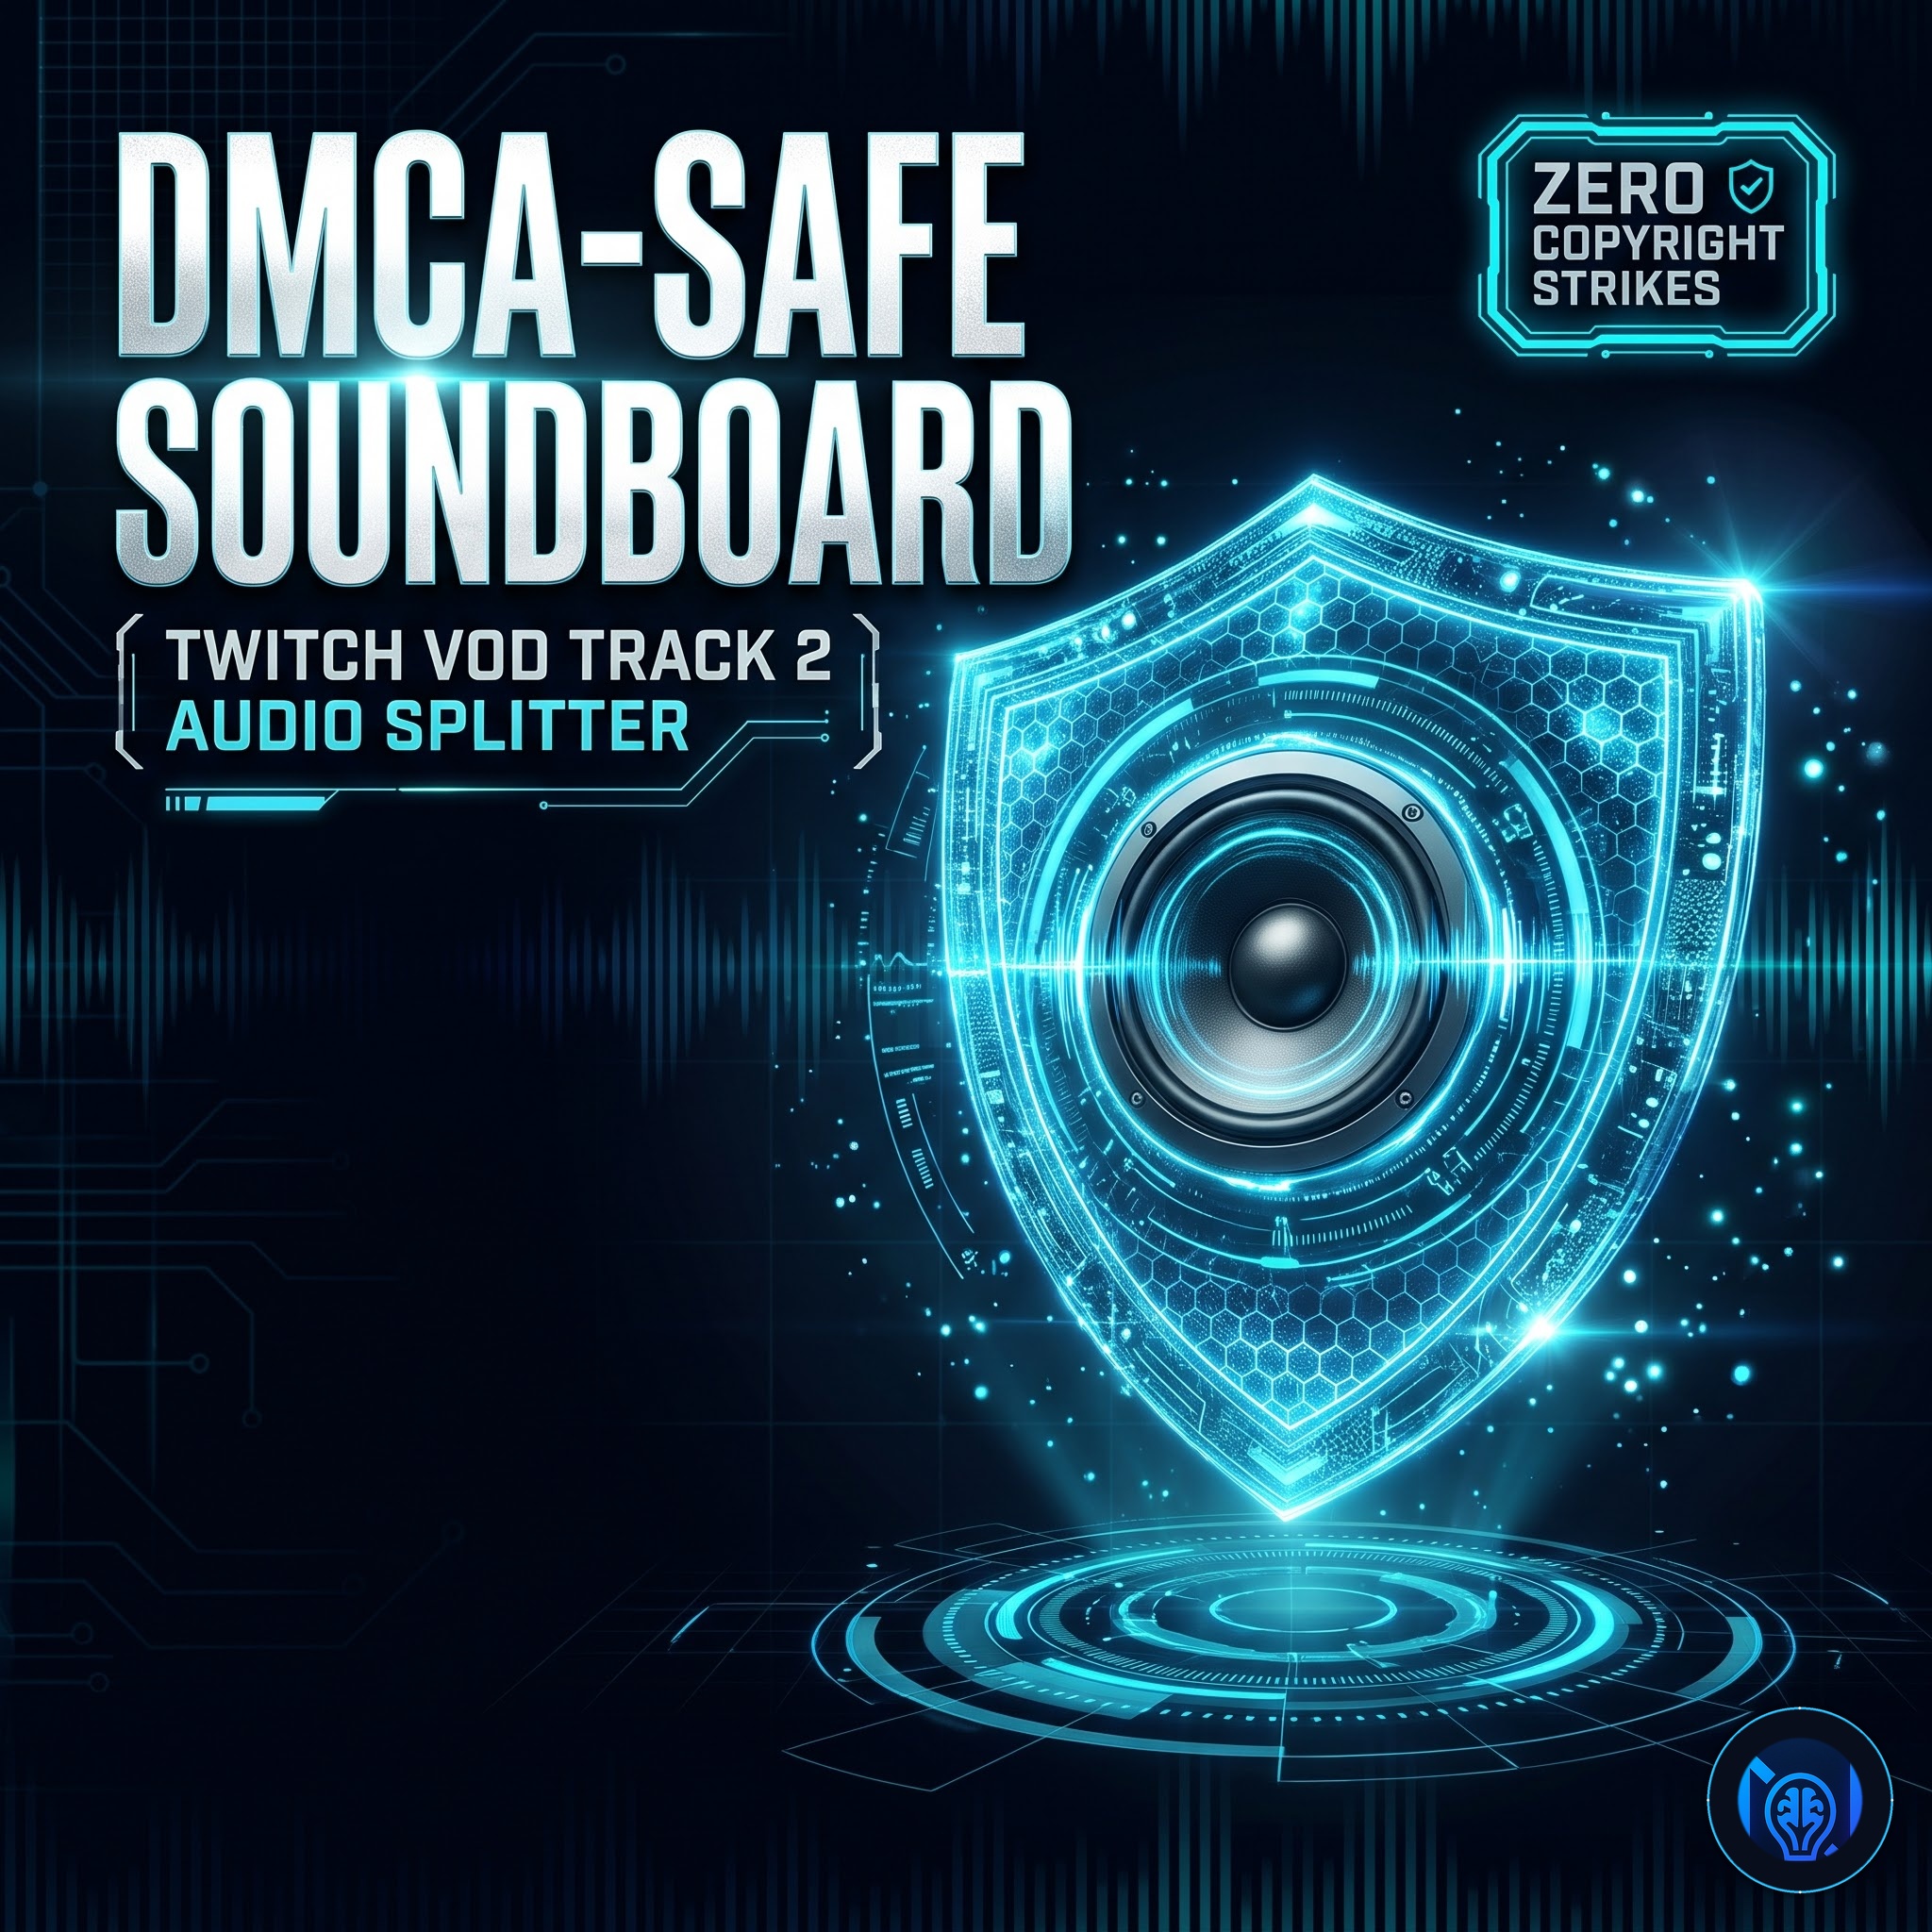 DMCA-SAFE
SOUNDBOARD
TWITCH VOD TRACK 2
AUDIO SPLITTER
ZERO
COPYRIGHT
STRIKES